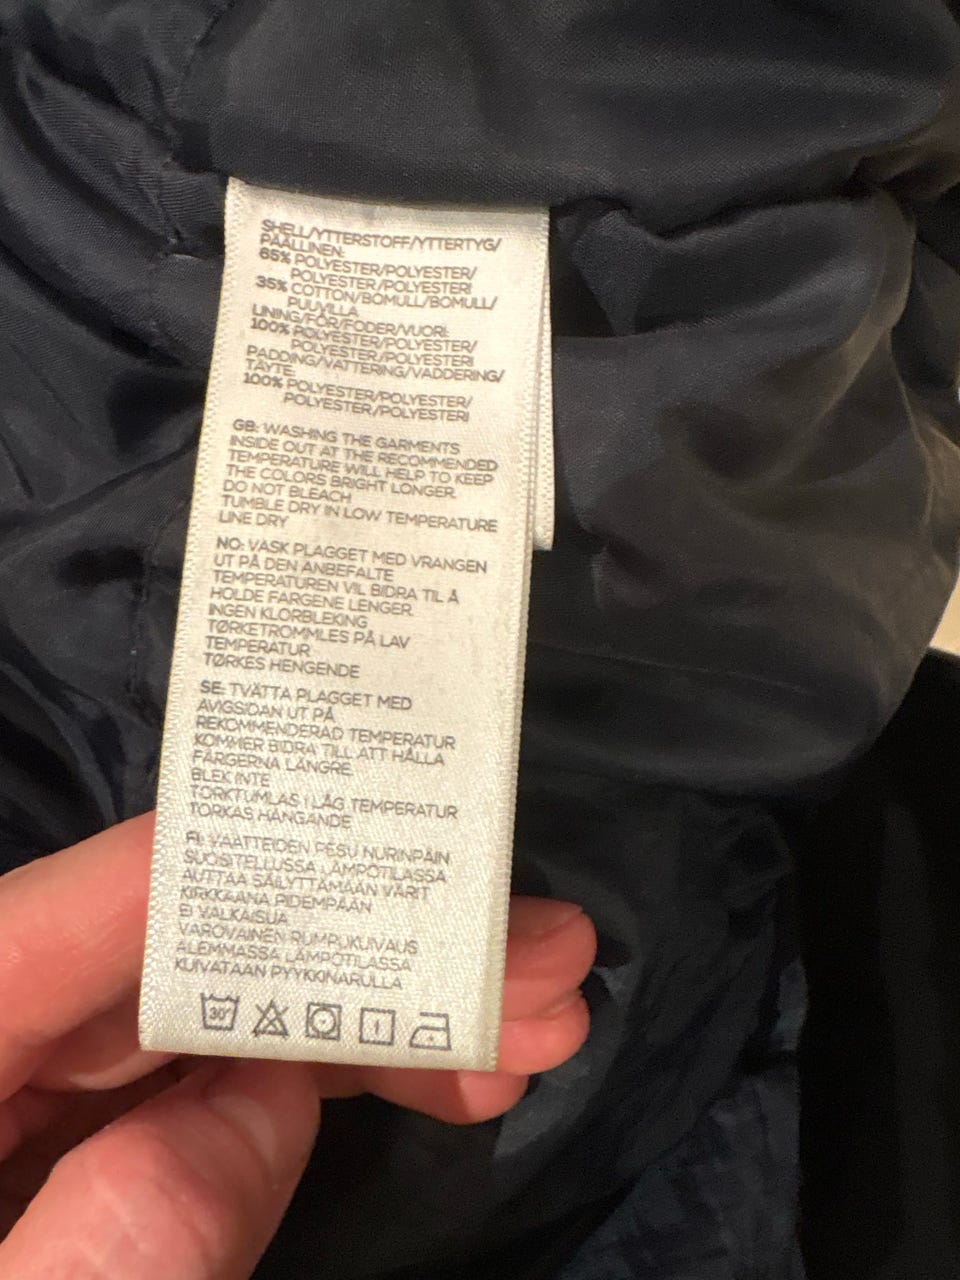 SHELL/YTTERSTOFF/YTTERTYG/
PÄÄLLINEN:
65% POLYESTER/POLYESTER/
POLYESTER/POLYESTERI
35% COTTON/BOMULL/BOMULL/
PUUVILLA
LINING/FÔR/FODER/VUORI:
100% POLYESTER/POLYESTER/
POLYESTER/POLYESTERI
PADDING/VATTERING/VADDERING/
TÄYTE:
100% POLYESTER/POLYESTER/
POLYESTER/POLYESTERI
GB: WASHING THE GARMENTS
INSIDE OUT AT THE RECOMMENDED
TEMPERATURE WILL HELP TO KEEP
THE COLORS BRIGHT LONGER.
DO NOT BLEACH
TUMBLE DRY IN LOW TEMPERATURE
LINE DRY
NO: VASK PLAGGET MED VRANGEN
UT PÅ DEN ANBEFALTE
TEMPERATUREN VIL BIDRA TIL Å
HOLDE FARGENE LENGER.
INGEN KLORBLEKING
TØRKETROMMLES PÅ LAV
TEMPERATUR
TØRKES HENGENDE
SE: TVÄTTA PLAGGET MED
AVIGSIDAN UT PÅ
REKOMMENDERAD TEMPERATUR
KOMMER BIDRA TILL ATT HÅLLA
FÄRGERNA LÄNGRE.
BLEK INTE
TORKTUMLAS I LÅG TEMPERATUR
TORKAS HÄNGANDE
FI: VAATTEIDEN PESU NURINPÄIN
SUOSITELLUSSA LÄMPÖTILASSA
AUTTAA SÄILYTTÄMÄÄN VÄRIT
KIRKKAANA PIDEMPÄÄN
EI VALKAISUA
VAROVAINEN RUMPUKUIVAUS
ALEMMASSA LÄMPÖTILASSA
KUIVATAAN PYYKKINARULLA
30°